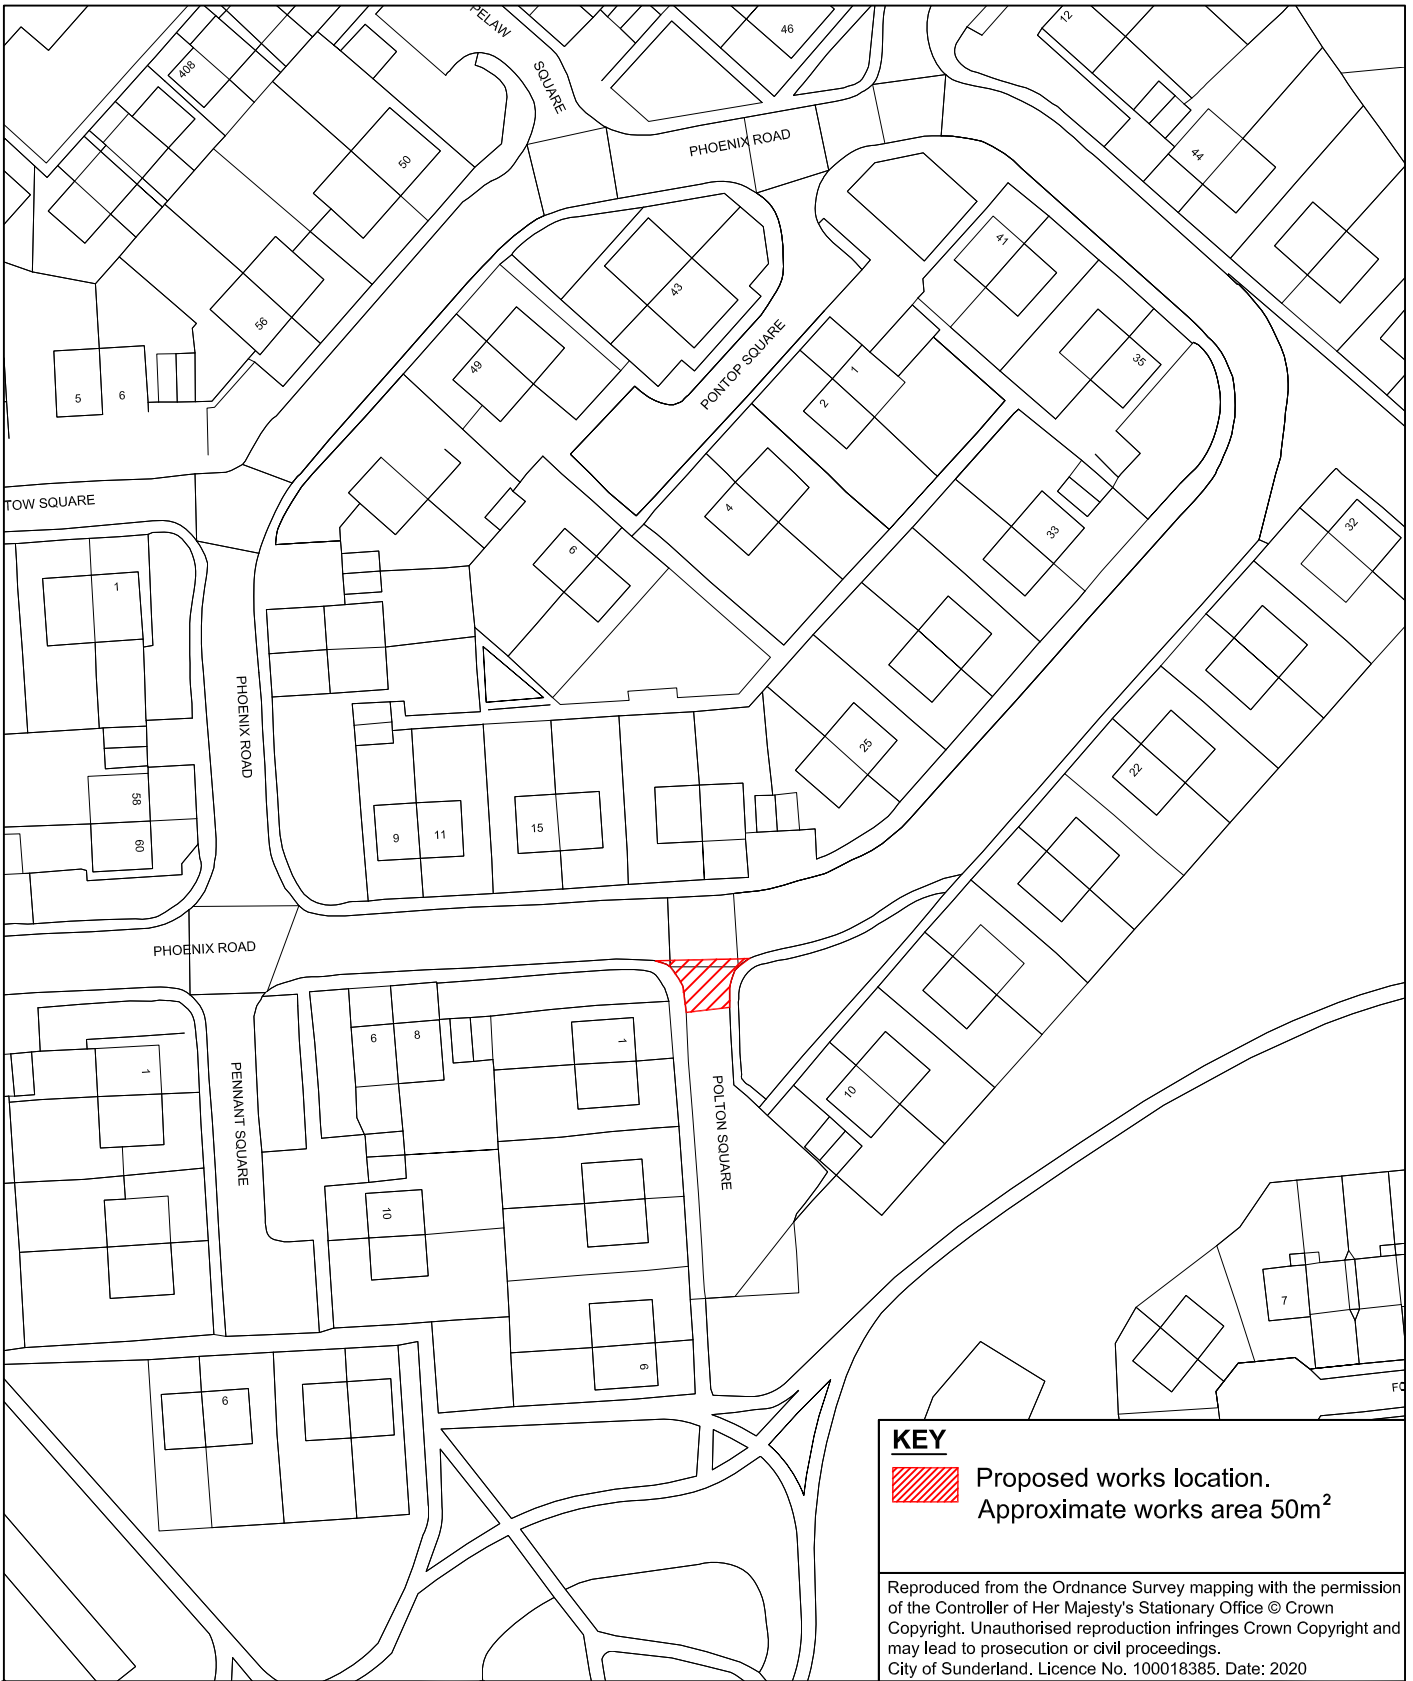 PELAW
SQUARE
46
12
408
PHOENIX ROAD
50
44
41
43
56
PONTOP SQUARE
35
49
1
2
5
6
TOW SQUARE
4
32
33
6
1
PHOENIX ROAD
25
22
58
60
9
11
15
PHOENIX ROAD
6
8
1
1
PENNANT SQUARE
POLTON SQUARE
10
10
7
6
6
FO
KEY
Proposed works location.
Approximate works area 50m²
Reproduced from the Ordnance Survey mapping with the permission
of the Controller of Her Majesty's Stationary Office © Crown
Copyright. Unauthorised reproduction infringes Crown Copyright and
may lead to prosecution or civil proceedings.
City of Sunderland. Licence No. 100018385. Date: 2020